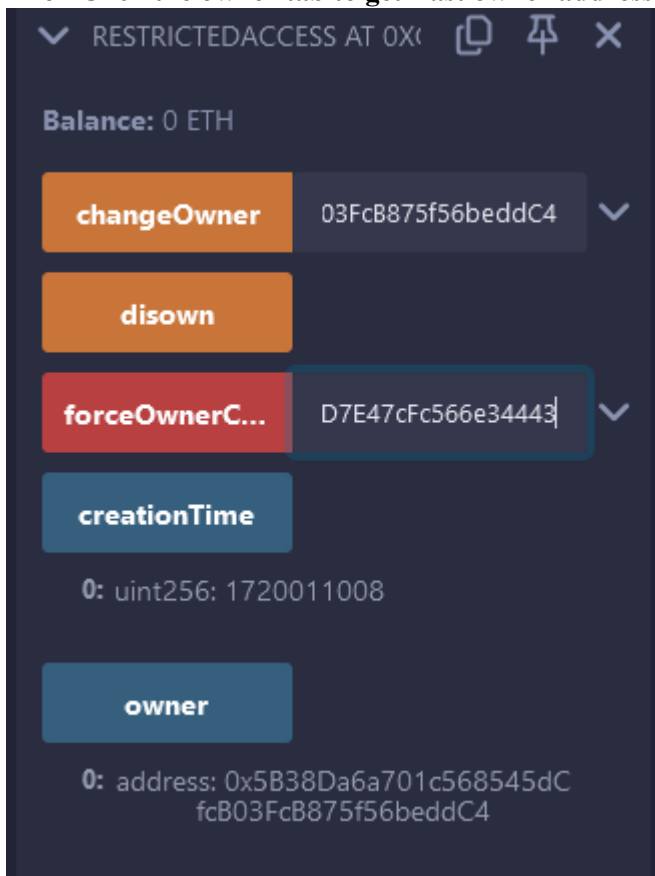 RESTRICTEDACCESS AT 0X(
Balance: 0 ETH
changeOwner 03FcB875f56beddC4
disown
forceOwnerC... D7E47cFc566e34443
creationTime
0: uint256: 1720011008
owner
0: address: 0x5B38Da6a701c568545dC
fcB03FcB875f56beddC4